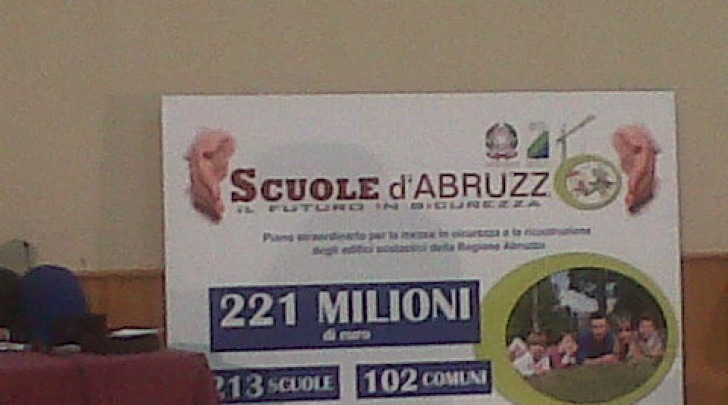 SCUOLE d'ABRUZZ
IL FUTURO IN SICUREZZA
Piano straordinario per la messa in sicurezza e la ricostruzione
degli edifici scolastici della Regione Abruzzo
221 MILIONI
di euro
213 SCUOLE
102 COMUNI